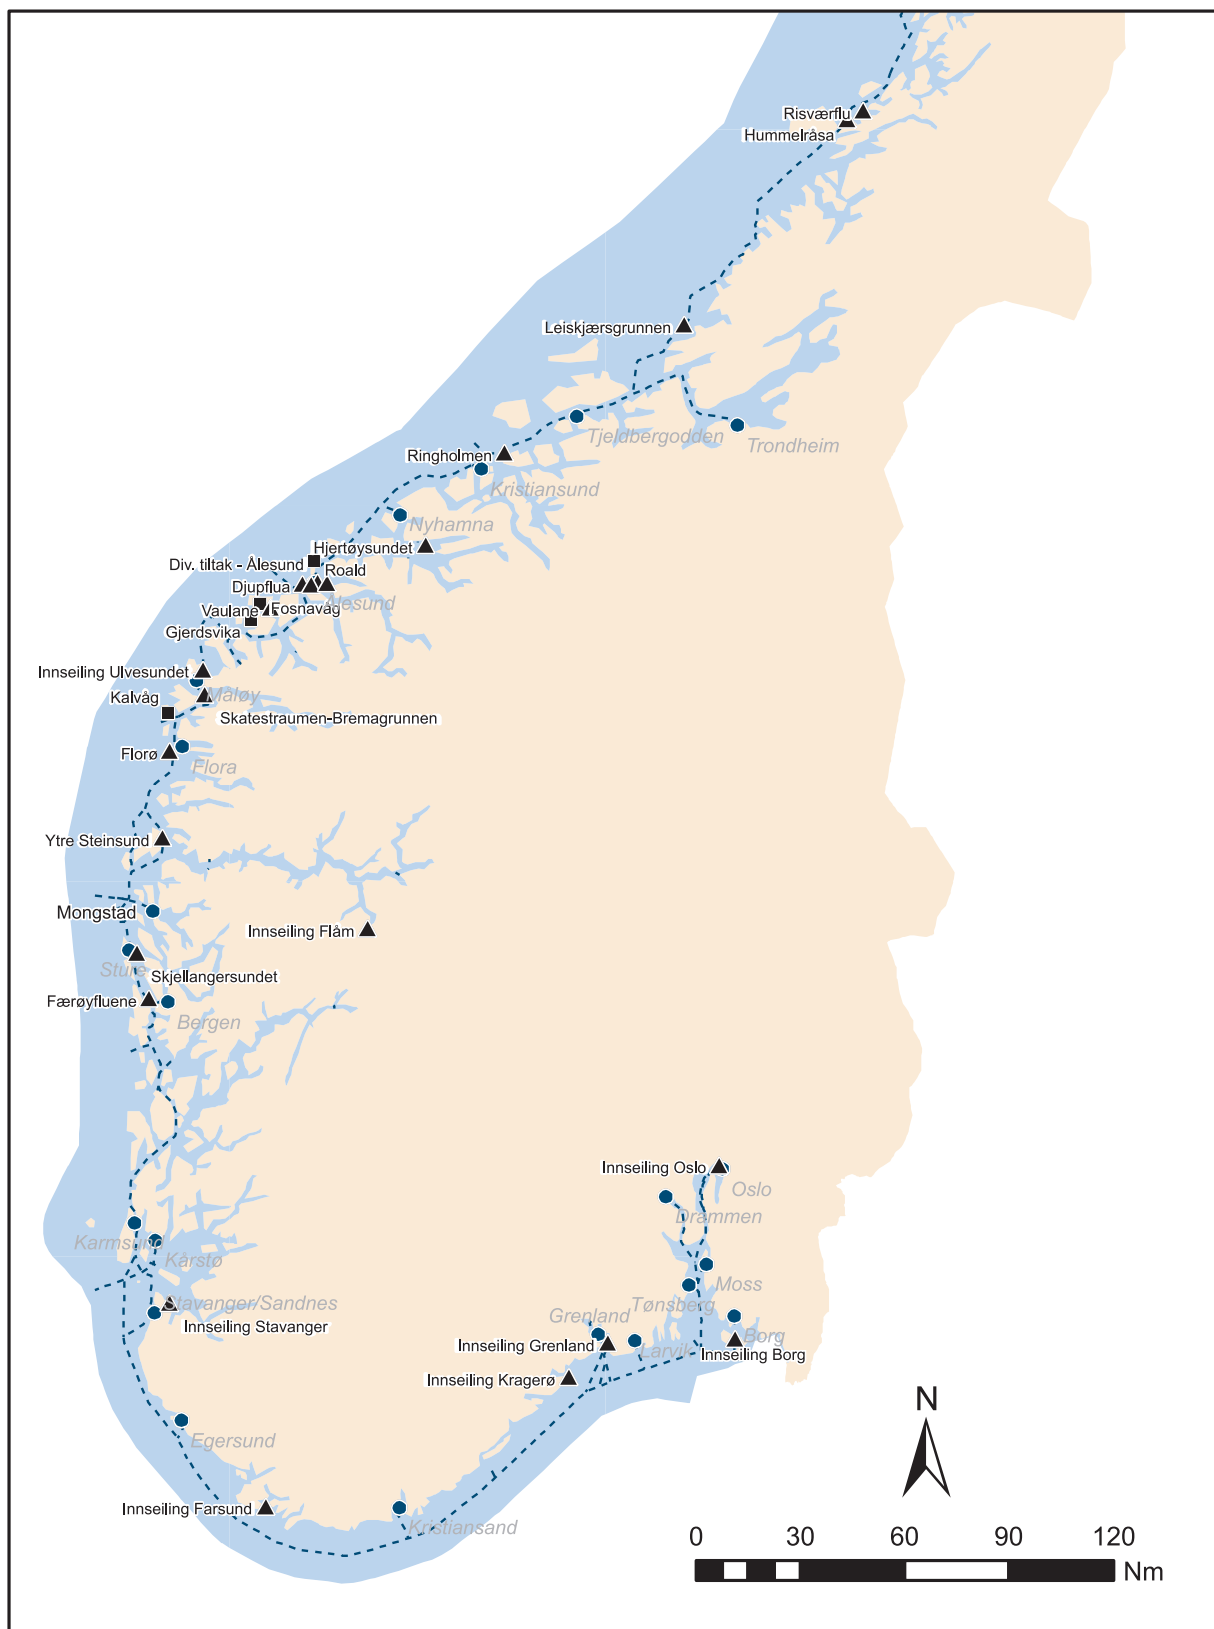 Risværflu
Hummelråsa
Leiskjærsgrunnen
Tjeldbergodden
Trondheim
Ringholmen
Kristiansund
Nyhamna
Hjertøysundet
Div. tiltak - Ålesund
Roald
Djupflua
Ålesund
Vaulane
Fosnavåg
Gjerdsvika
Innseiling Ulvesundet
Måløy
Kalvåg
Skatestraumen-Bremagrunnen
Florø
Flora
Ytre Steinsund
Mongstad
Innseiling Flåm
Sture
Skjellangersundet
Færøyfluene
Bergen
Innseiling Oslo
Oslo
Drammen
Karmsund
Kårstø
Moss
Stavanger/Sandnes
Tønsberg
Grenland
Innseiling Stavanger
Borg
Innseiling Grenland
Larvik
Innseiling Borg
Innseiling Kragerø
N
Egersund
Innseiling Farsund
Kristiansand
0 30 60 90 120
Nm